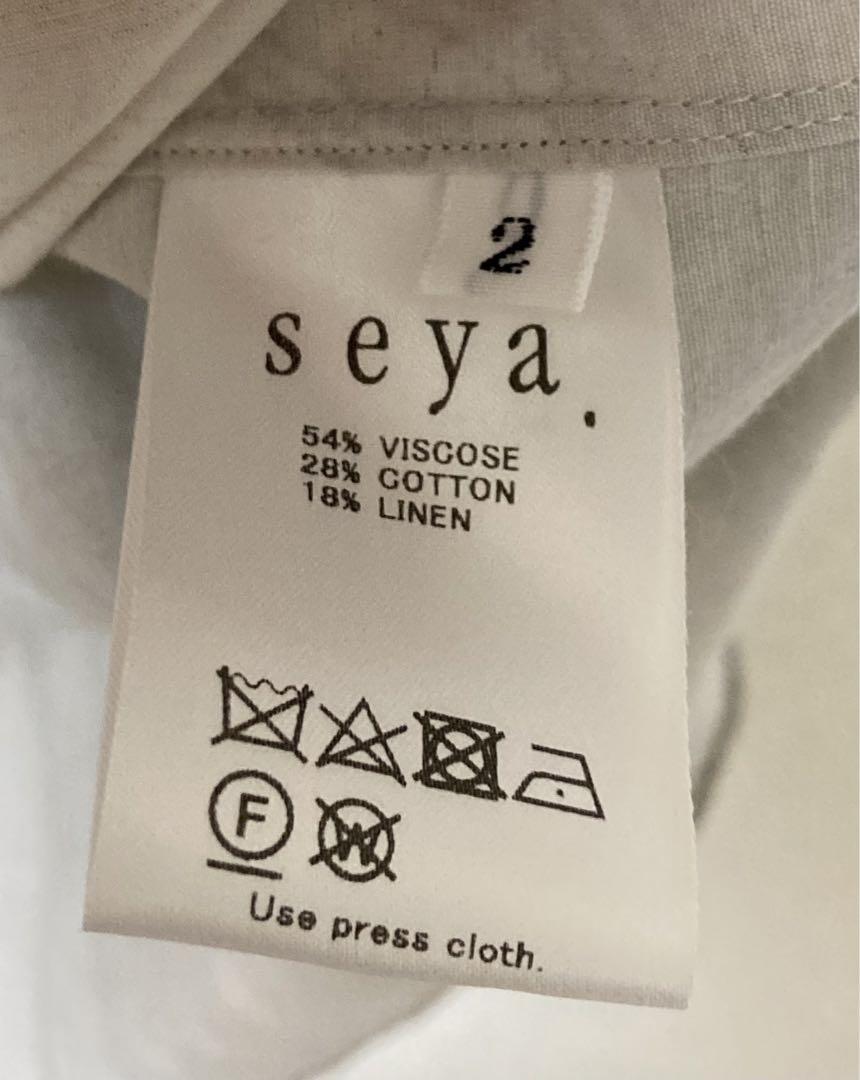 2
seya.
54% VISCOSE
28% COTTON
18% LINEN
F
W
Use press cloth.